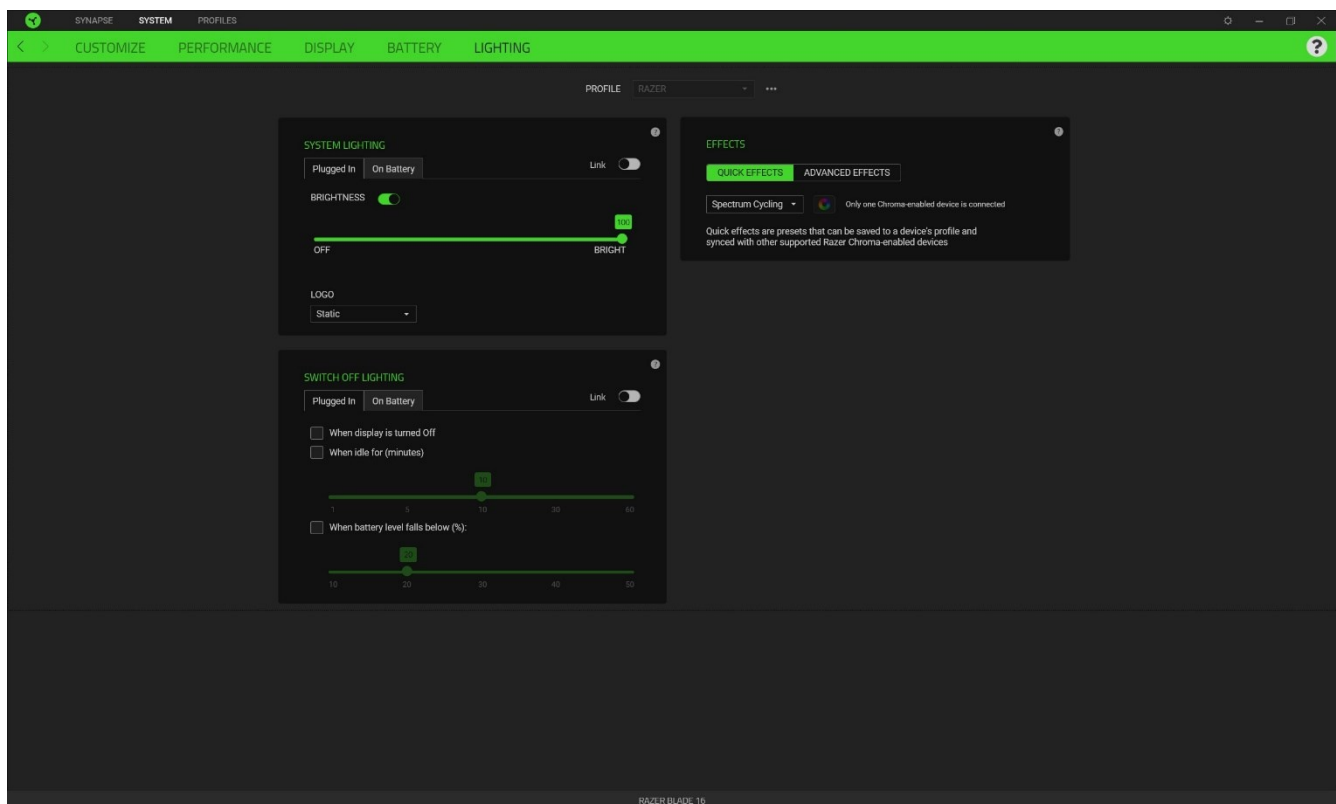 SYNAPSE SYSTEM PROFILES
CUSTOMIZE PERFORMANCE DISPLAY BATTERY LIGHTING ?
PROFILE RAZER
SYSTEM LIGHTING
Plugged In On Battery Link
BRIGHTNESS
100
OFF BRIGHT
LOGO
Static
SWITCH OFF LIGHTING
Plugged In On Battery Link
When display is turned Off
When idle for (minutes)
10
1 5 10 30 60
When battery level falls below (%):
20
10 20 30 40 50
EFFECTS
QUICK EFFECTS ADVANCED EFFECTS
Spectrum Cycling Only one Chroma-enabled device is connected
Quick effects are presets that can be saved to a device's profile and
synced with other supported Razer Chroma-enabled devices
RAZER BLADE 16